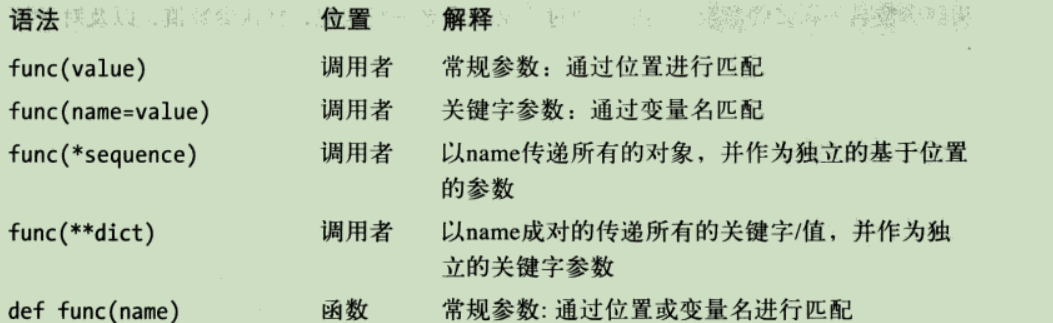 语法 位置 解释
func(value) 调用者 常规参数：通过位置进行匹配
func(name=value) 调用者 关键字参数：通过变量名匹配
func(*sequence) 调用者 以name传递所有的对象，并作为独立的基于位置
的参数
func(**dict) 调用者 以name成对的传递所有的关键字/值，并作为独
立的关键字参数
def func(name) 函数 常规参数: 通过位置或变量名进行匹配